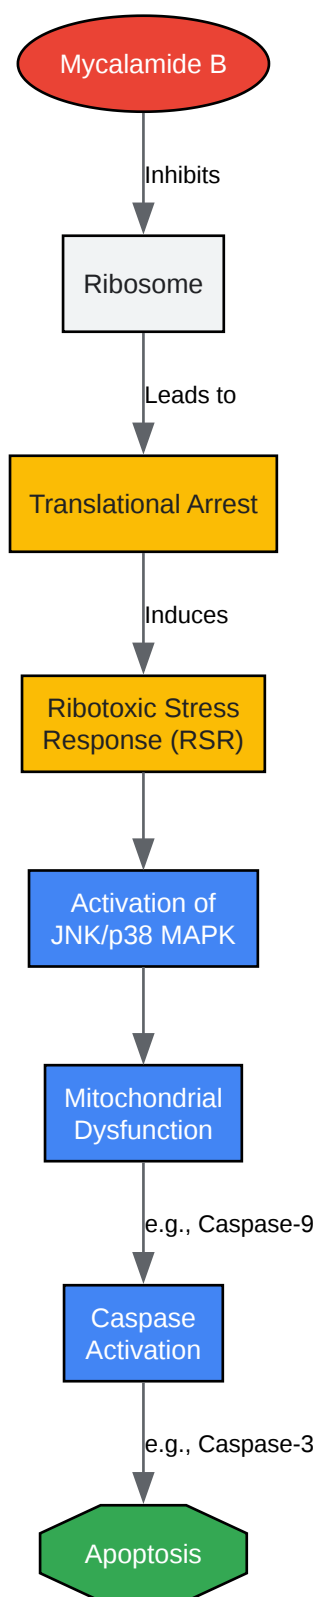 Mycalamide B
Inhibits
Ribosome
Leads to
Translational Arrest
Induces
Ribotoxic Stress
Response (RSR)
Activation of
JNK/p38 MAPK
Mitochondrial
Dysfunction
e.g., Caspase-9
Caspase
Activation
e.g., Caspase-3
Apoptosis